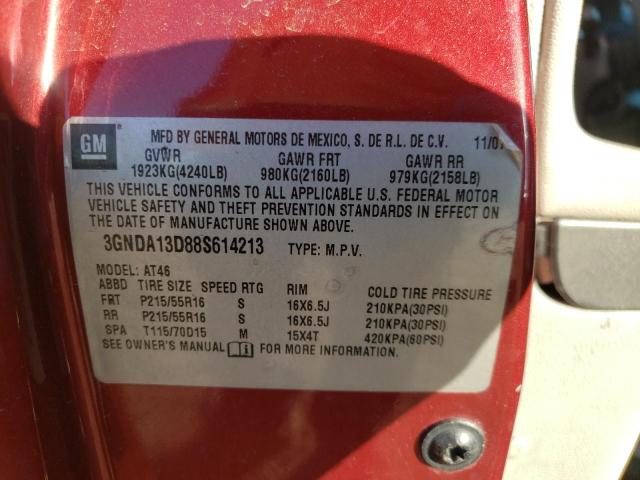 GM
MFD BY GENERAL MOTORS DE MEXICO, S. DE R.L. DE C.V. 11/07
GVWR GAWR FRT GAWR RR
1923KG(4240LB) 980KG(2160LB) 979KG(2158LB)
THIS VEHICLE CONFORMS TO ALL APPLICABLE U.S. FEDERAL MOTOR
VEHICLE SAFETY AND THEFT PREVENTION STANDARDS IN EFFECT ON
THE DATE OF MANUFACTURE SHOWN ABOVE.
3GNDA13D88S614213 TYPE: M.P.V.
MODEL: AT46
ABBD TIRE SIZE SPEED RTG RIM COLD TIRE PRESSURE
FRT P215/55R16 S 16X6.5J 210KPA(30PSI)
RR P215/55R16 S 16X6.5J 210KPA(30PSI)
SPA T115/70D15 M 15X4T 420KPA(60PSI)
SEE OWNER'S MANUAL FOR MORE INFORMATION.